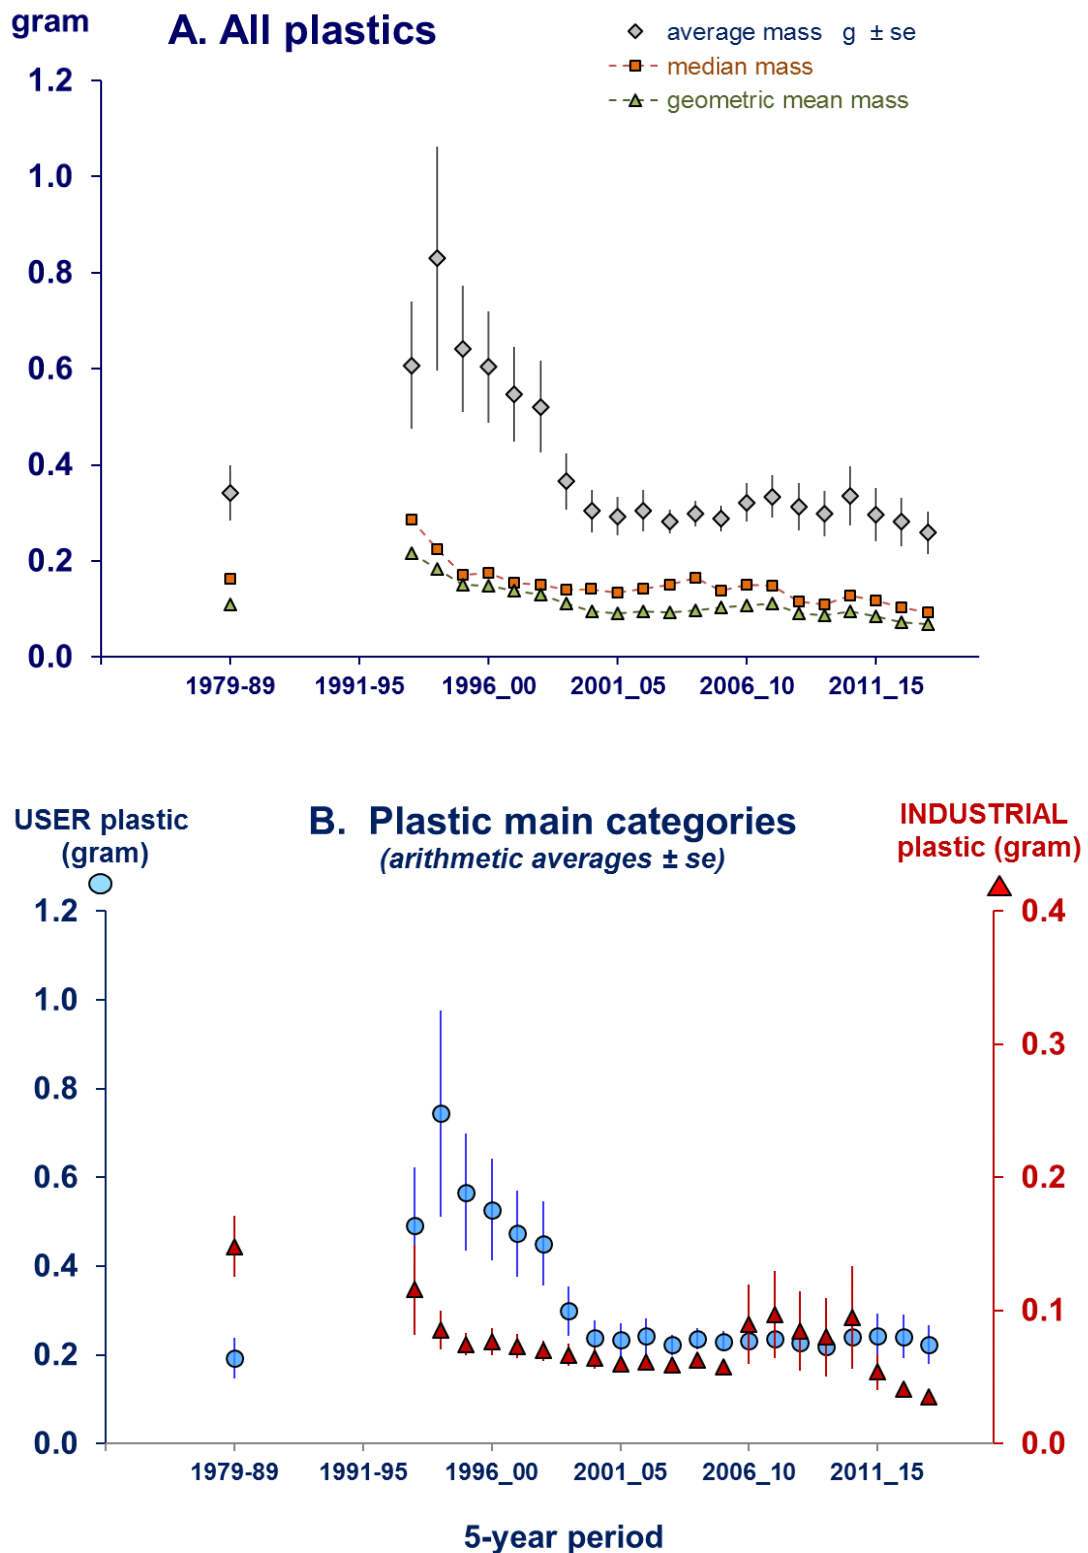 gram
A. All plastics
average mass   g  ± se
median mass
geometric mean mass
1.2
1.0
0.8
0.6
0.4
0.2
0.0
1979-89 1991-95 1996_00 2001_05 2006_10 2011_15
USER plastic
(gram)
B.  Plastic main categories
(arithmetic averages ± se)
INDUSTRIAL
plastic (gram)
1.2
1.0
0.8
0.6
0.4
0.2
0.0
0.4
0.3
0.2
0.1
0.0
1979-89 1991-95 1996_00 2001_05 2006_10 2011_15
5-year period